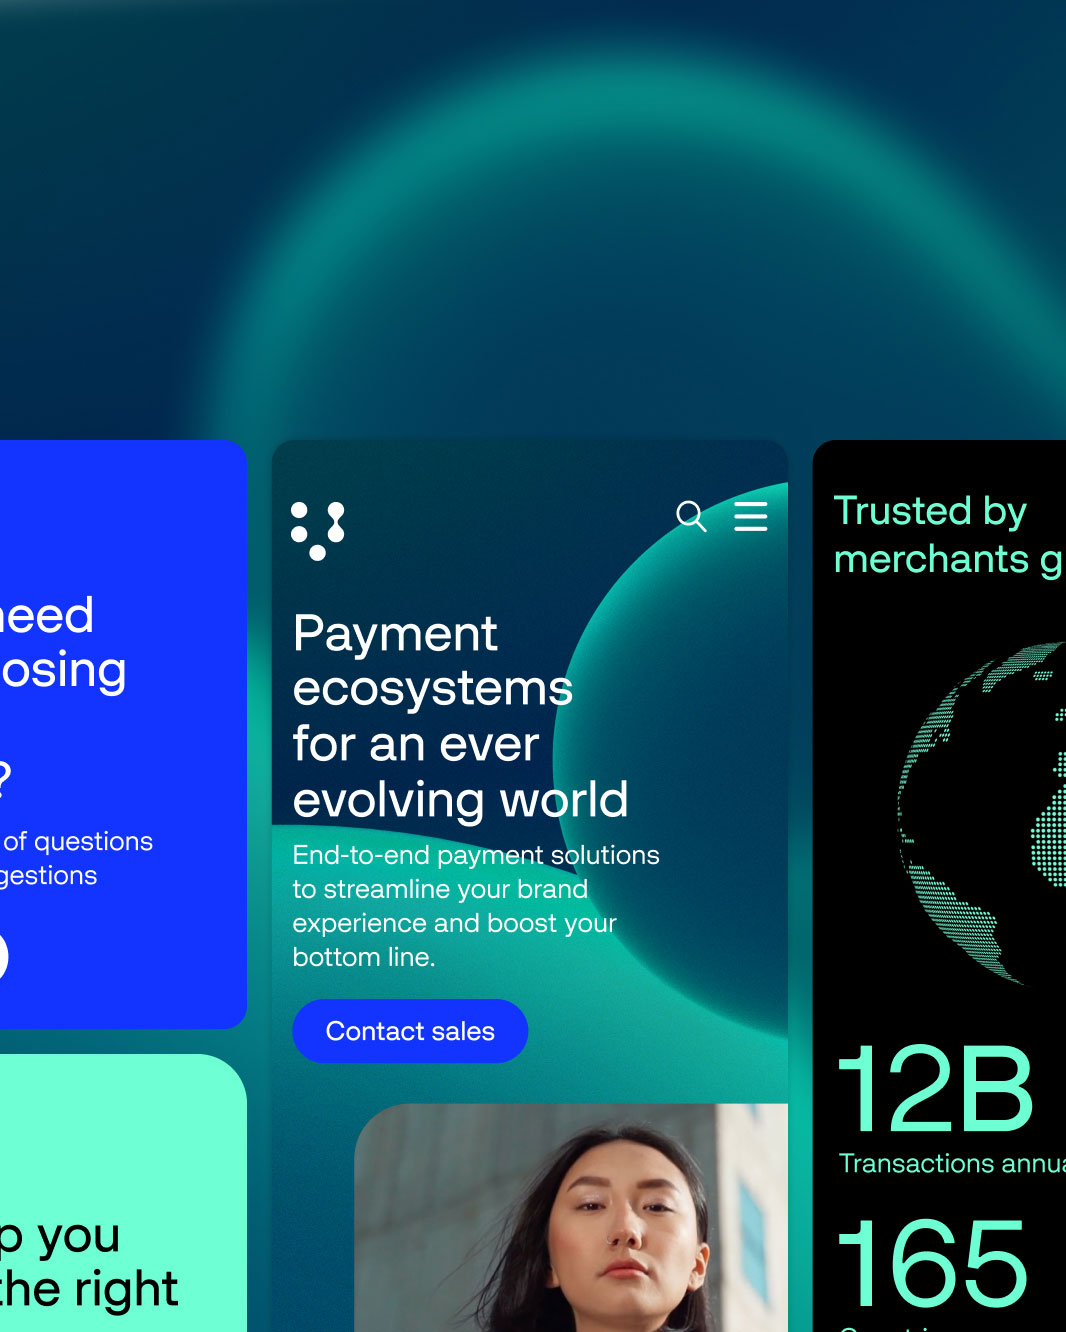 need
osing
?
of questions
gestions
p you
the right
Payment
ecosystems
for an ever
evolving world
End-to-end payment solutions
to streamline your brand
experience and boost your
bottom line.
Contact sales
Trusted by
merchants g
12B
Transactions annua
165